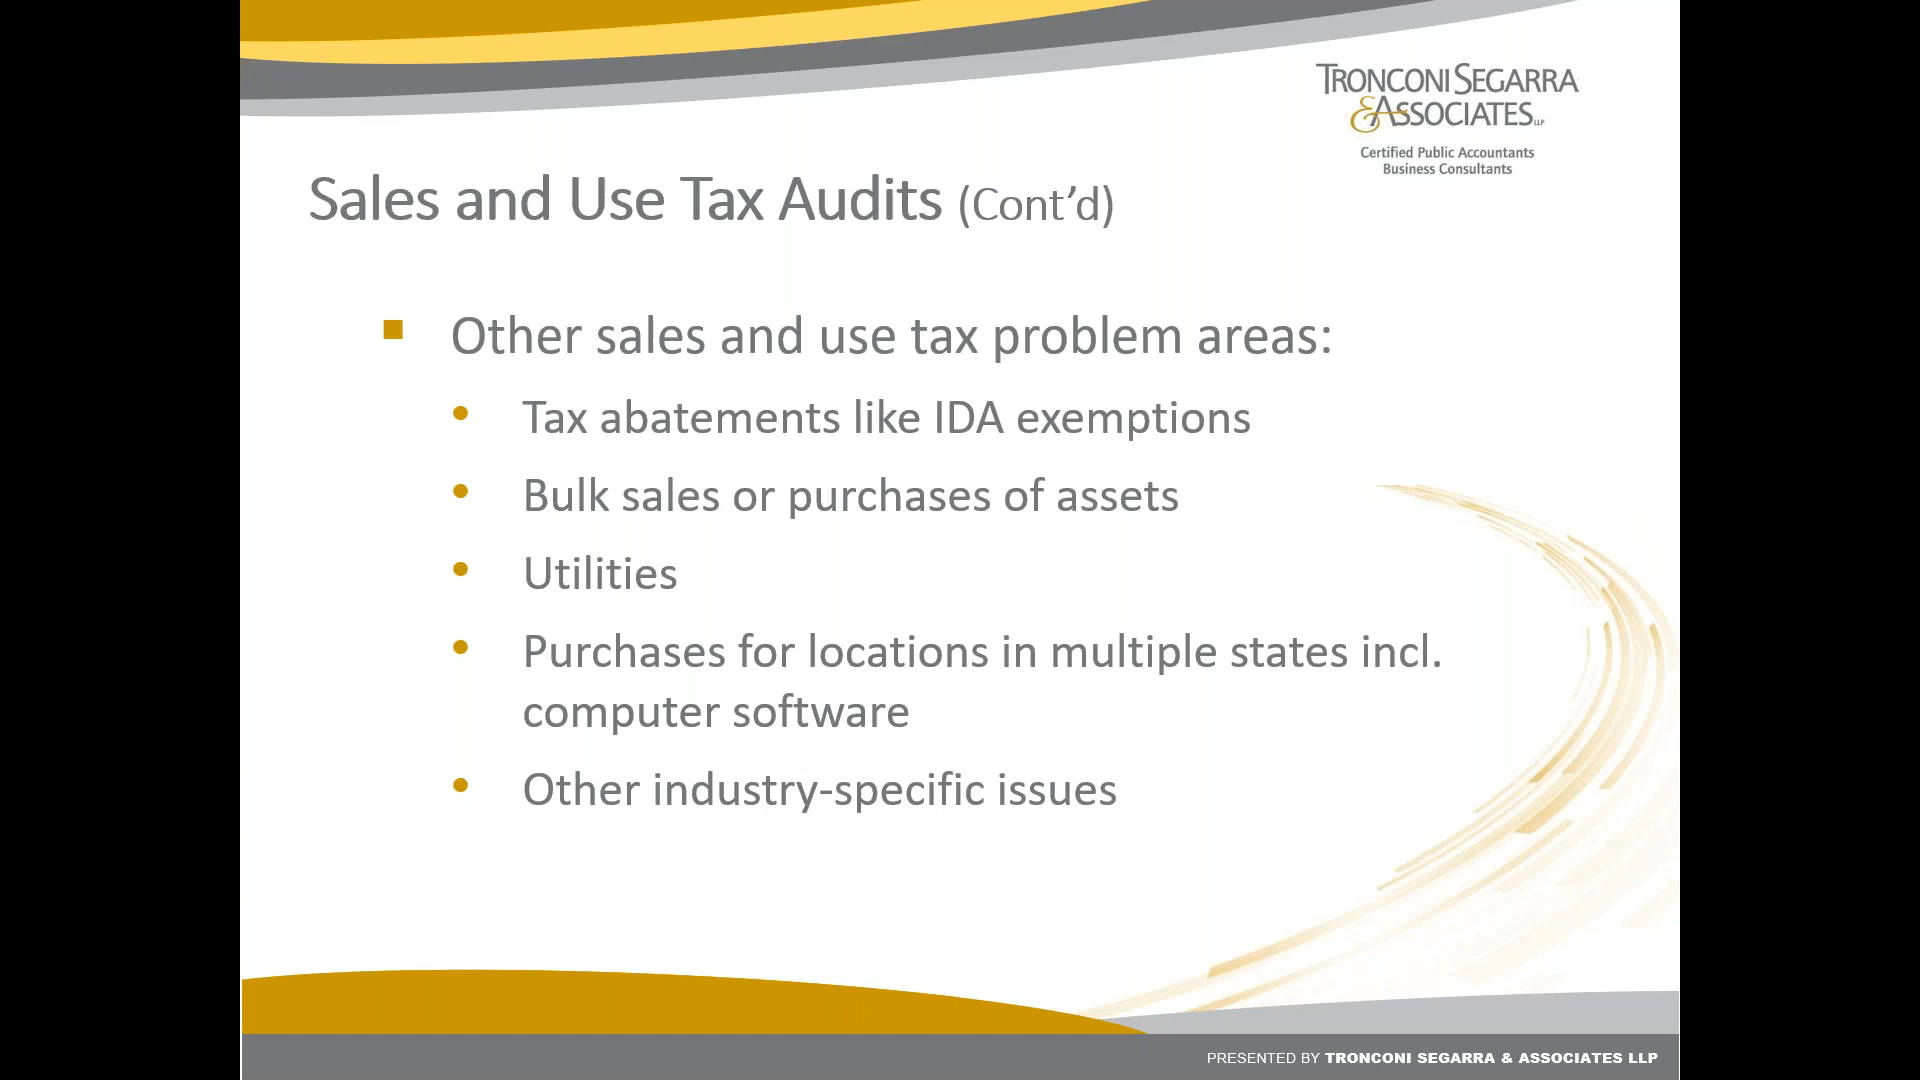 TRONCONI SEGARRA
& ASSOCIATES LLP
Certified Public Accountants
Business Consultants
Sales and Use Tax Audits (Cont’d)
Other sales and use tax problem areas:
Tax abatements like IDA exemptions
Bulk sales or purchases of assets
Utilities
Purchases for locations in multiple states incl.
computer software
Other industry-specific issues
PRESENTED BY TRONCONI SEGARRA & ASSOCIATES LLP